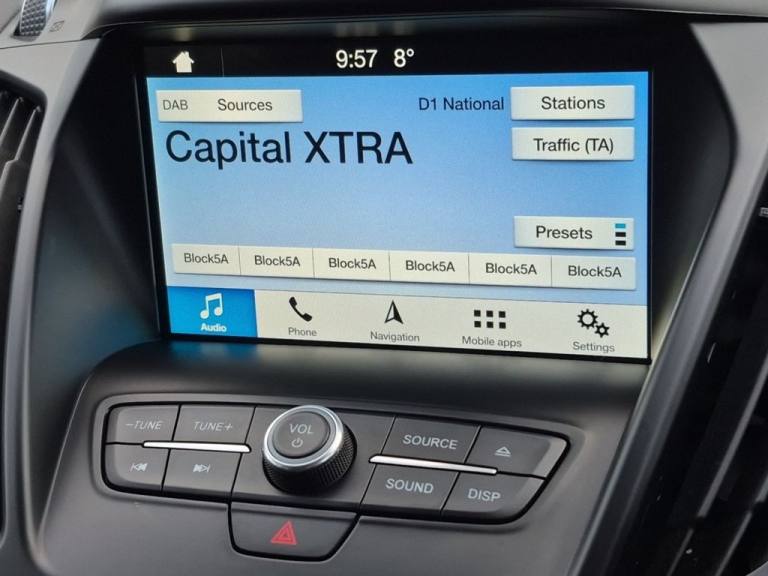 9:57 8°
DAB Sources D1 National Stations
Capital XTRA
Traffic (TA)
Presets
Block5A Block5A Block5A Block5A Block5A Block5A
Audio Phone Navigation Mobile apps Settings
-TUNE TUNE+ VOL SOURCE
SOUND DISP